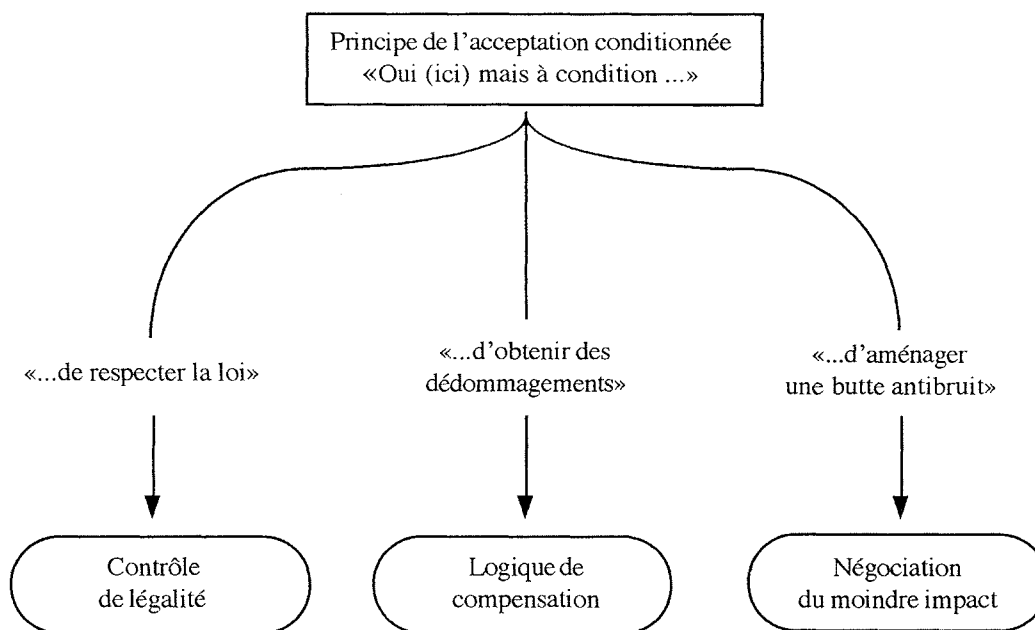 Principe de l'acceptation conditionnée
«Oui (ici) mais à condition ...»
«...de respecter la loi»
«...d'obtenir des
dédommagements»
«...d'aménager
une butte antibruit»
Contrôle
de légalité
Logique de
compensation
Négociation
du moindre impact